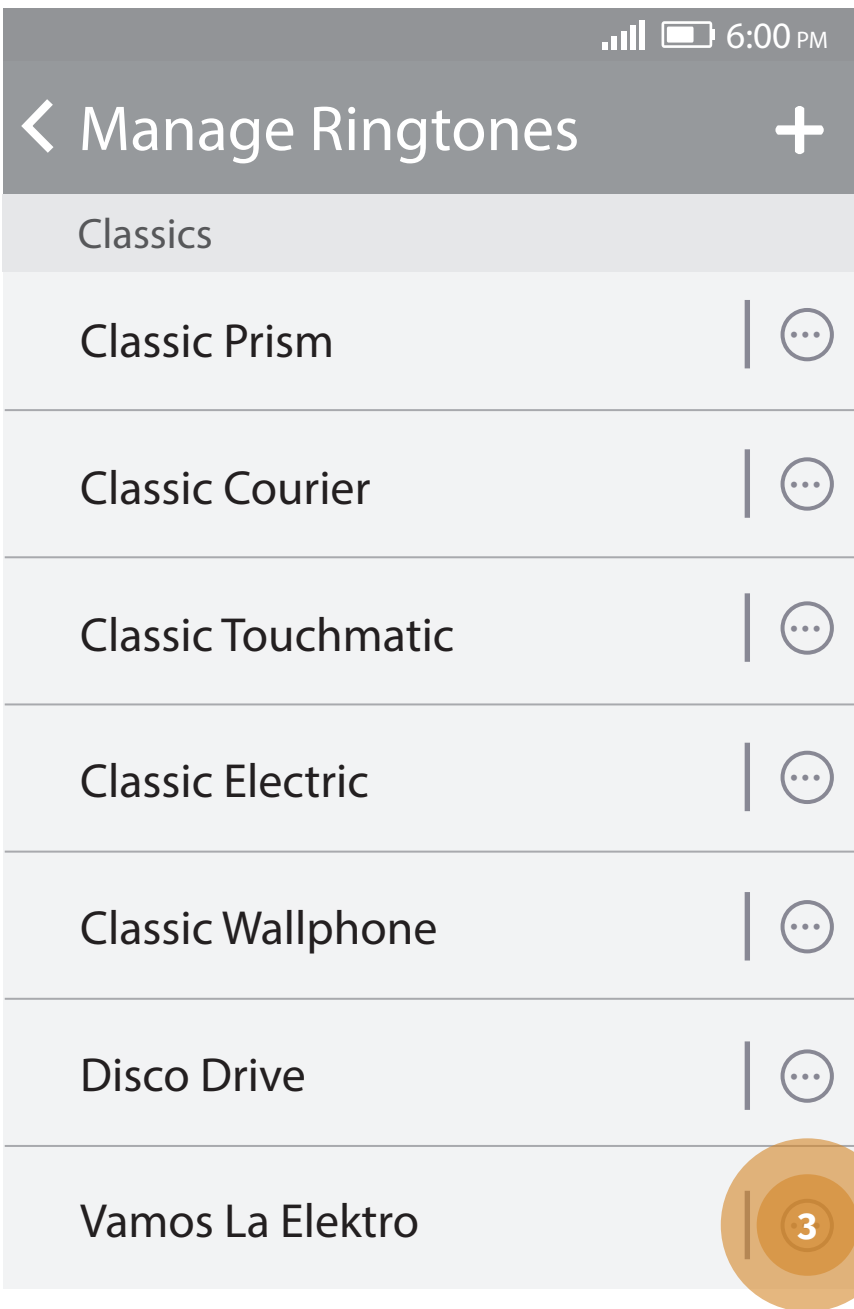 6:00 PM
Manage Ringtones
Classics
Classic Prism
Classic Courier
Classic Touchmatic
Classic Electric
Classic Wallphone
Disco Drive
Vamos La Elektro
3